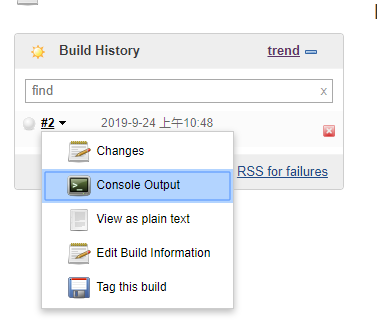 Build History
trend
find
x
#2
2019-9-24 上午10:48
Changes
Console Output
View as plain text
Edit Build Information
Tag this build
RSS for failures